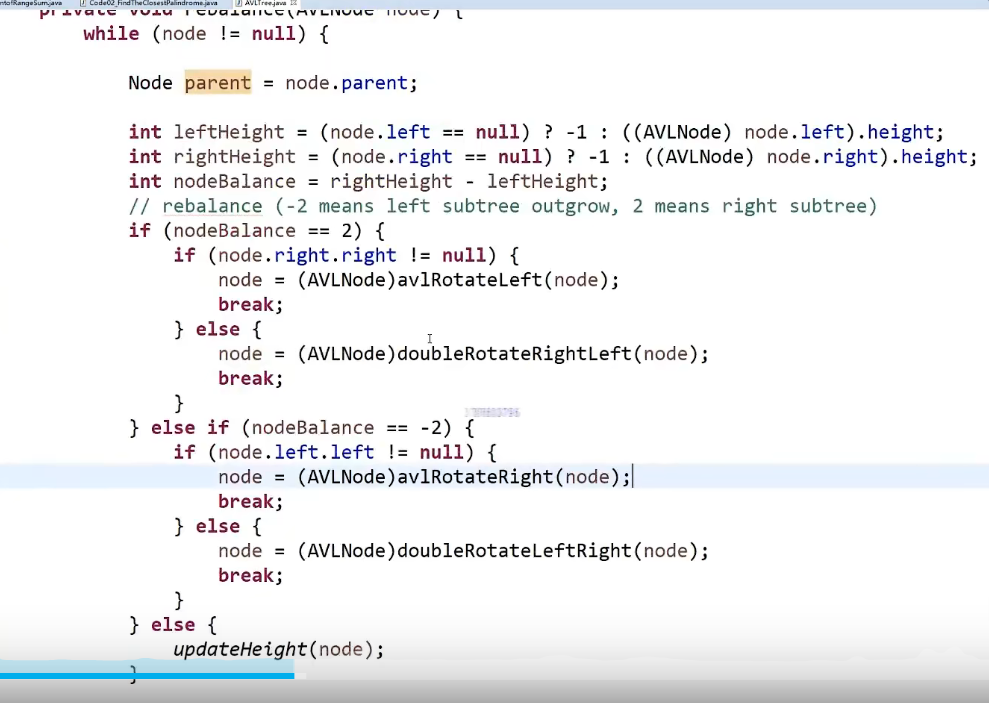 ntofRangeSum.java Code02_FindTheClosestPalindrome.java AVLTree.java
private void rebalance(AVLNode node) {
while (node != null) {
Node parent = node.parent;
int leftHeight = (node.left == null) ? -1 : ((AVLNode) node.left).height;
int rightHeight = (node.right == null) ? -1 : ((AVLNode) node.right).height;
int nodeBalance = rightHeight - leftHeight;
// rebalance (-2 means left subtree outgrow, 2 means right subtree)
if (nodeBalance == 2) {
if (node.right.right != null) {
node = (AVLNode)avlRotateLeft(node);
break;
} else {
node = (AVLNode)doubleRotateRightLeft(node);
break;
}
} else if (nodeBalance == -2) {
if (node.left.left != null) {
node = (AVLNode)avlRotateRight(node);
break;
} else {
node = (AVLNode)doubleRotateLeftRight(node);
break;
}
} else {
updateHeight(node);
}